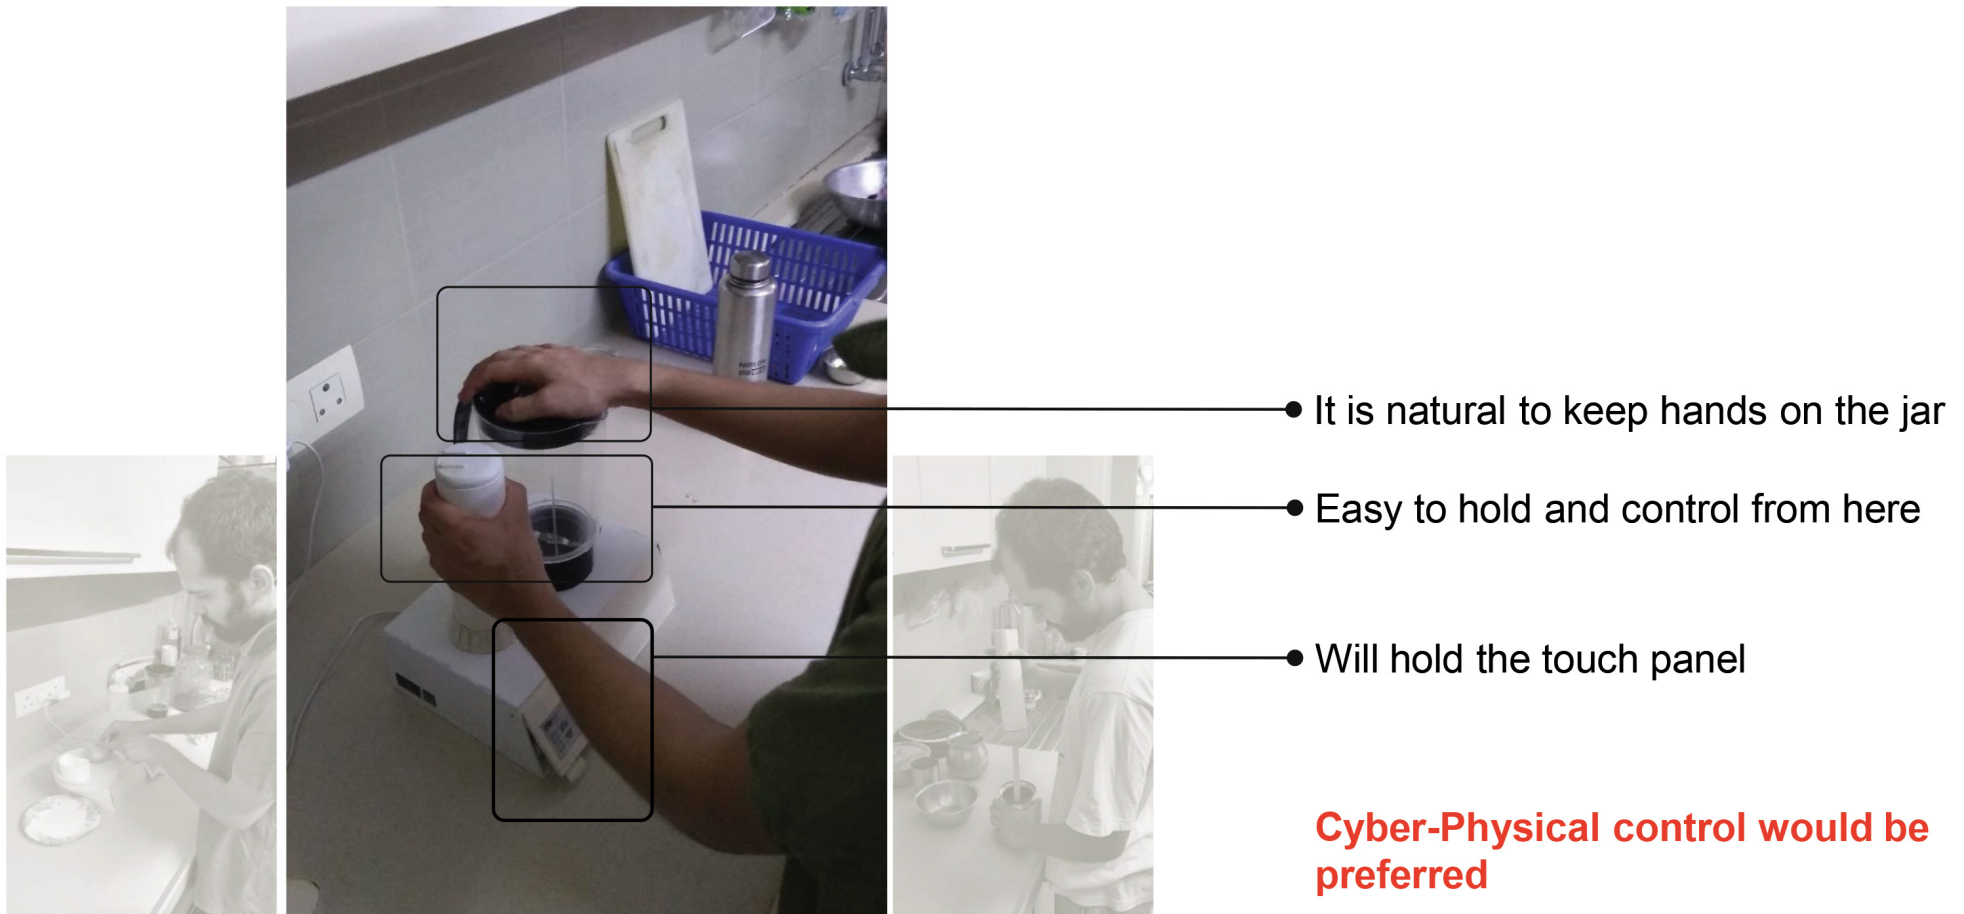 It is natural to keep hands on the jar
Easy to hold and control from here
Will hold the touch panel
Cyber-Physical control would be
preferred